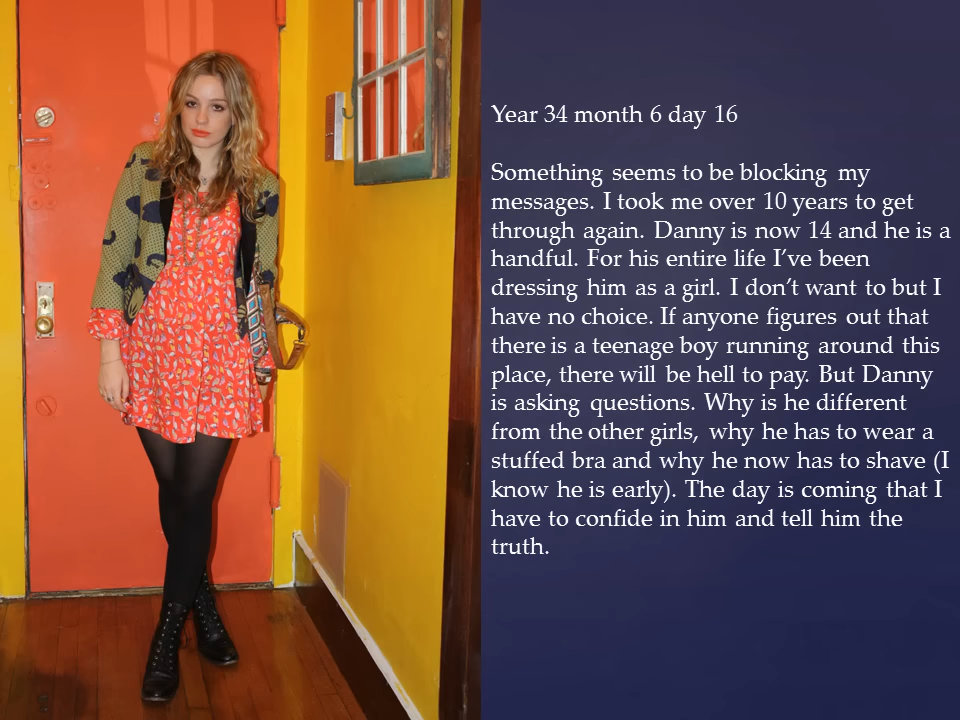 Year 34 month 6 day 16
Something seems to be blocking my
messages. I took me over 10 years to get
through again. Danny is now 14 and he is a
handful. For his entire life I’ve been
dressing him as a girl. I don’t want to but I
have no choice. If anyone figures out that
there is a teenage boy running around this
place, there will be hell to pay. But Danny
is asking questions. Why is he different
from the other girls, why he has to wear a
stuffed bra and why he now has to shave (I
know he is early). The day is coming that I
have to confide in him and tell him the
truth.